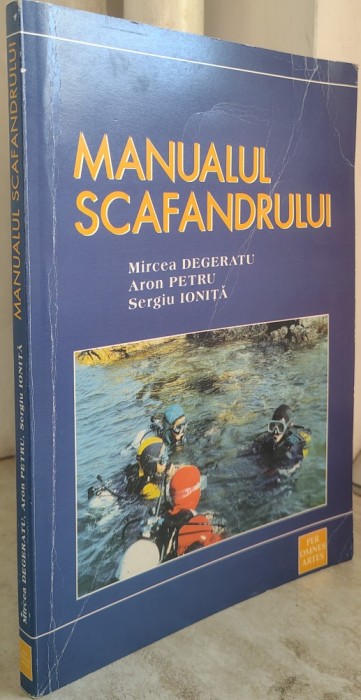 MANUALUL
SCAFANDRULUI
Mircea DEGERATU
Aron PETRU
Sergiu IONIȚĂ
PER
OMNES
ARTES
MANUALUL SCAFANDRULUI
Mircea DEGERATU, Aron PETRU, Sergiu IONIȚĂ